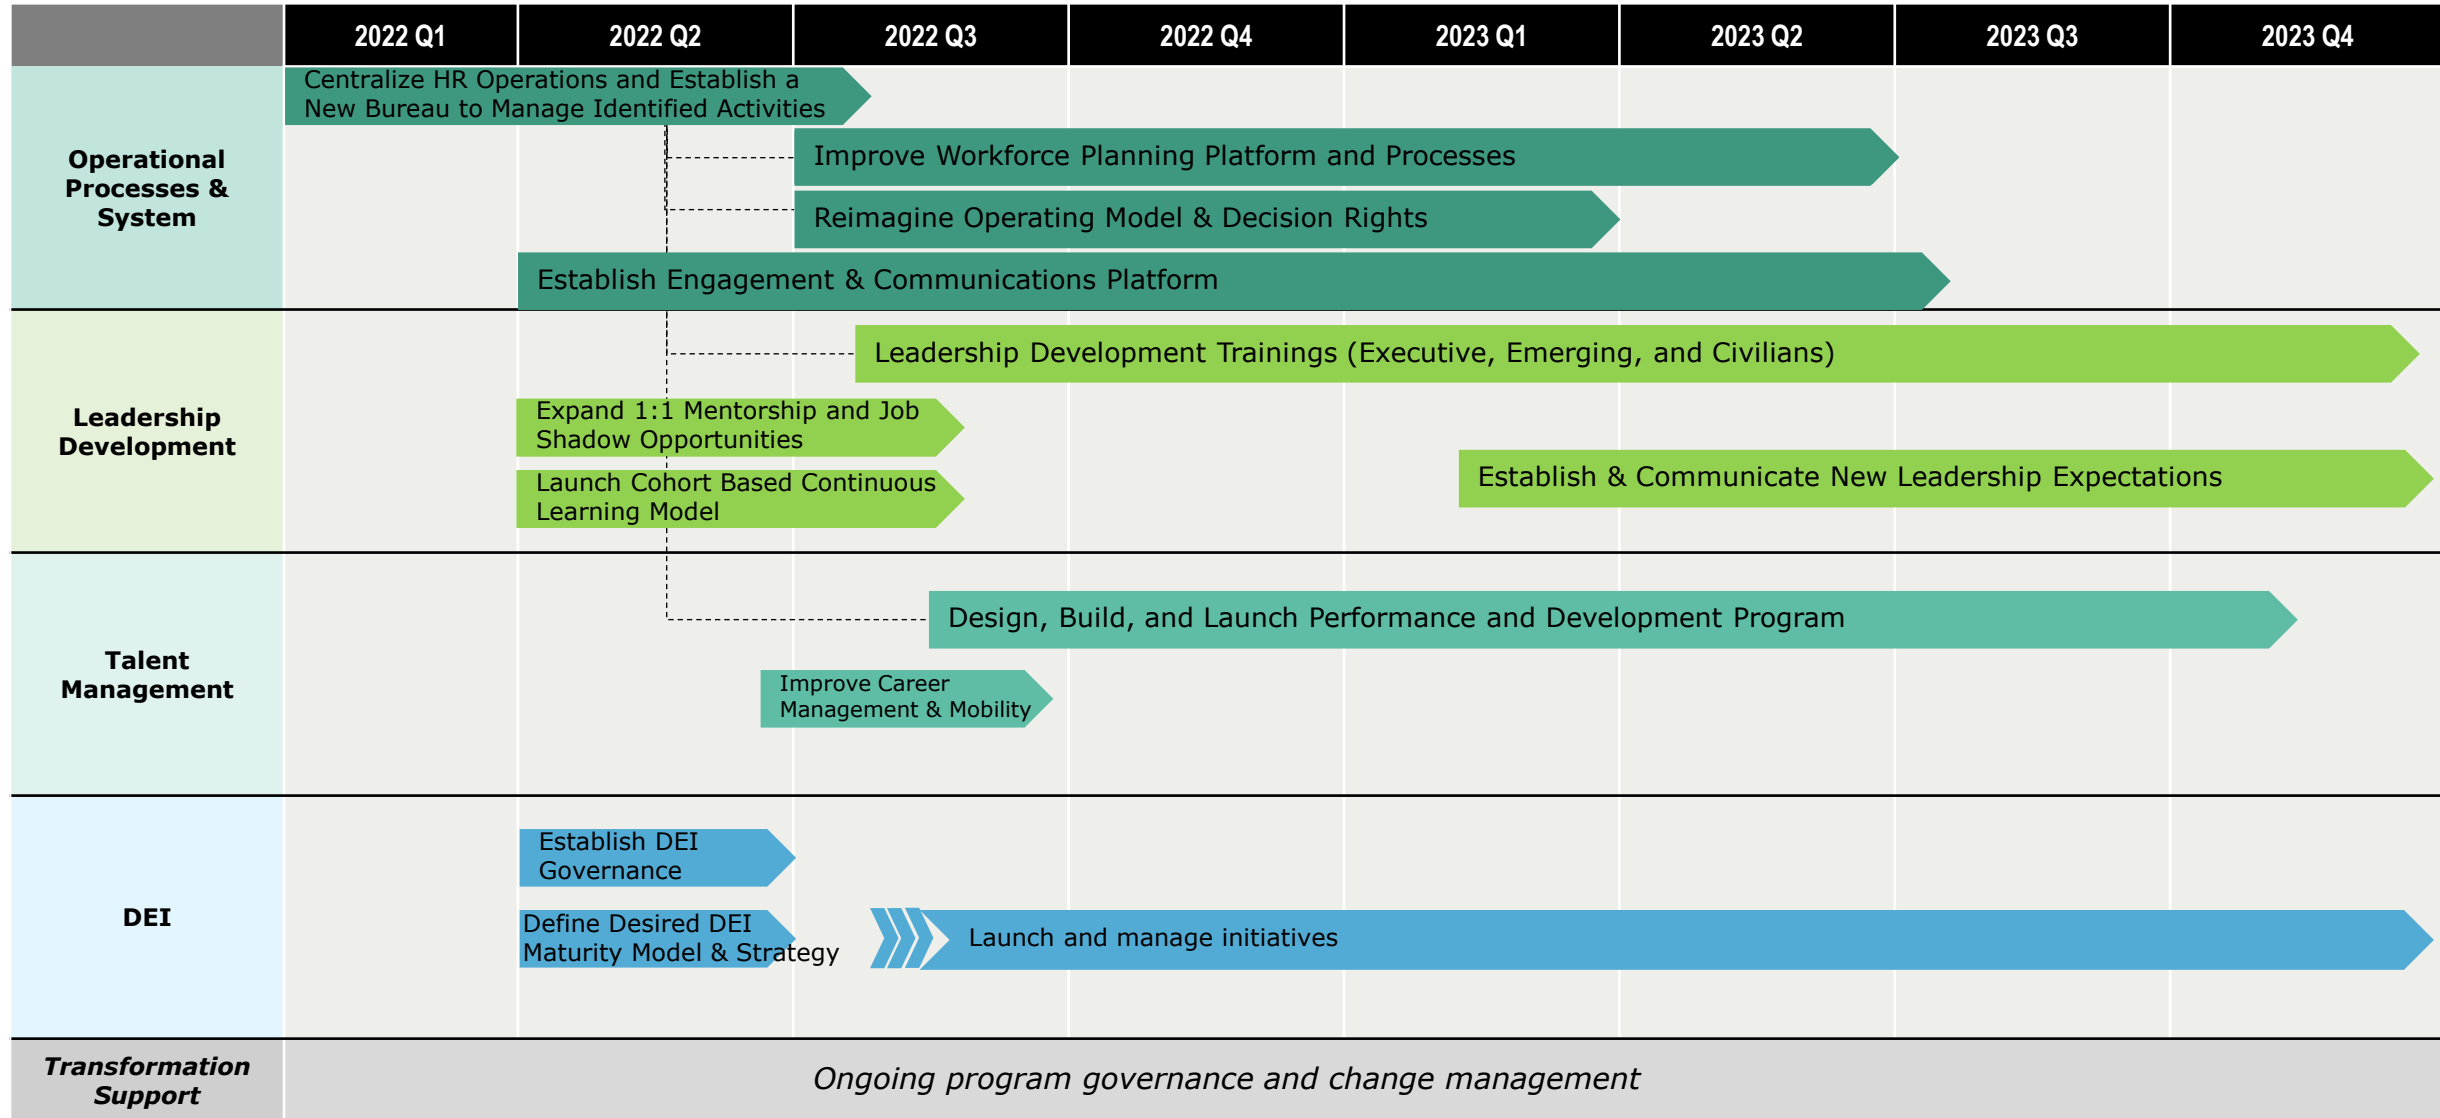 2022 Q1
2022 Q2
2022 Q3
2022 Q4
2023 Q1
2023 Q2
2023 Q3
2023 Q4
Operational
Processes &
System
Centralize HR Operations and Establish a
New Bureau to Manage Identified Activities
Improve Workforce Planning Platform and Processes
Reimagine Operating Model & Decision Rights
Establish Engagement & Communications Platform
Leadership
Development
Leadership Development Trainings (Executive, Emerging, and Civilians)
Expand 1:1 Mentorship and Job
Shadow Opportunities
Launch Cohort Based Continuous
Learning Model
Establish & Communicate New Leadership Expectations
Talent
Management
Design, Build, and Launch Performance and Development Program
Improve Career
Management & Mobility
DEI
Establish DEI
Governance
Define Desired DEI
Maturity Model & Strategy
Launch and manage initiatives
Transformation
Support
Ongoing program governance and change management